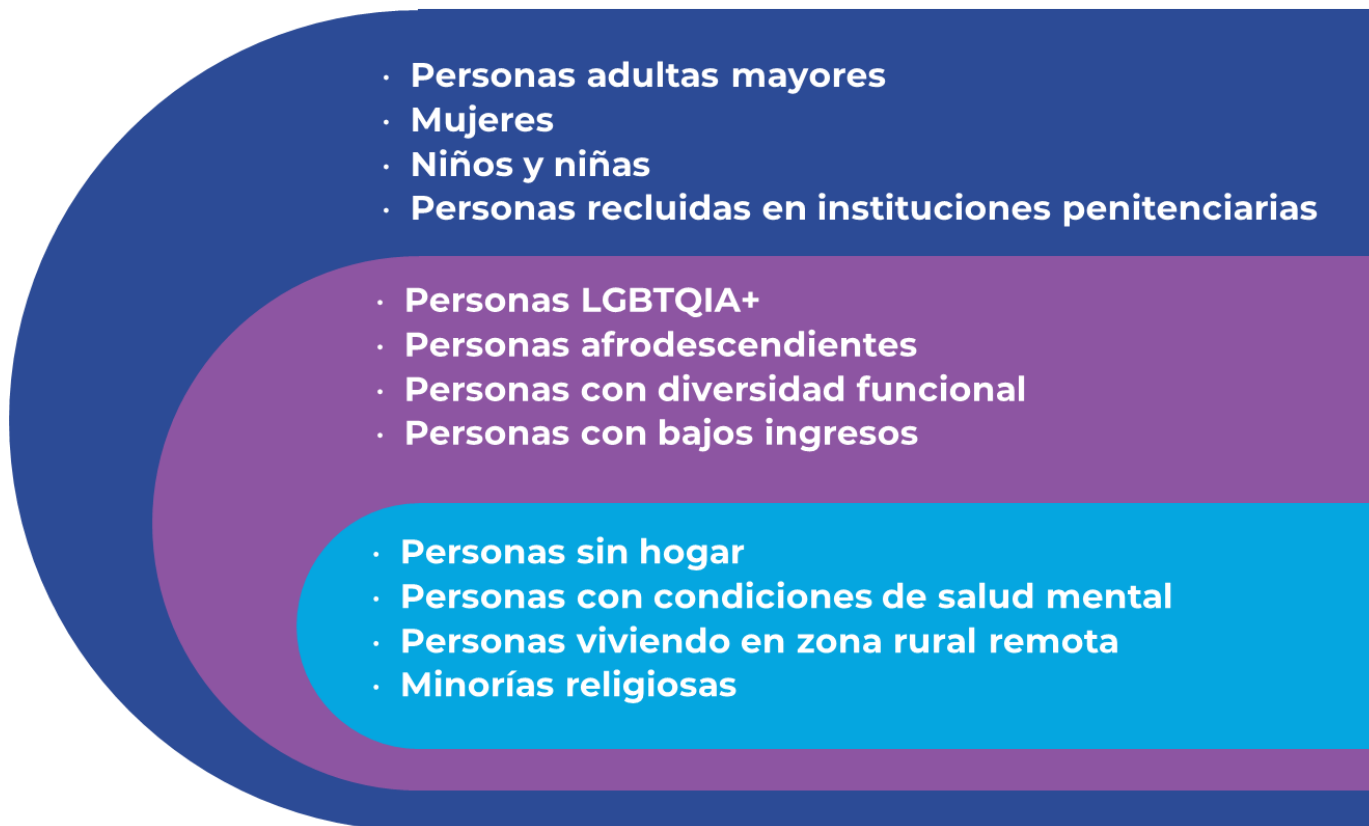 · Personas adultas mayores
· Mujeres
· Niños y niñas
· Personas recluidas en instituciones penitenciarias
· Personas LGBTQIA+
· Personas afrodescendientes
· Personas con diversidad funcional
· Personas con bajos ingresos
· Personas sin hogar
· Personas con condiciones de salud mental
· Personas viviendo en zona rural remota
· Minorías religiosas